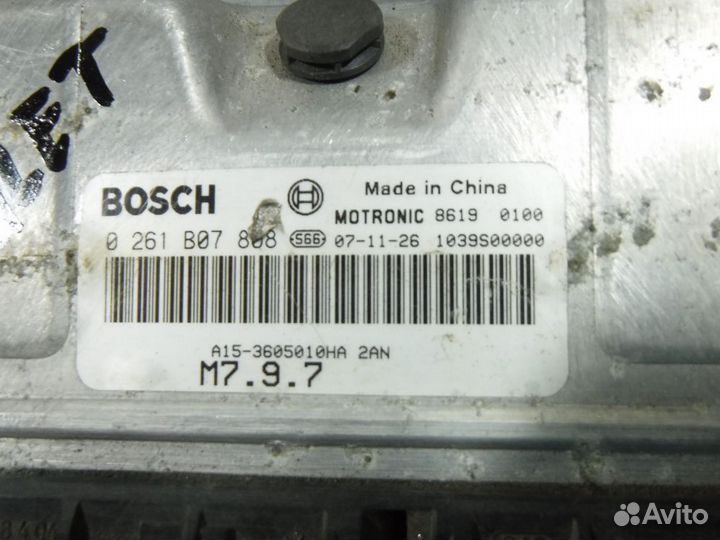 LET
BOSCH
Made in China
MOTRONIC 8619 0100
0 261 B07 808 S66 07-11-26 1039S00000
A15-3605010HA 2AN
M7.9.7
Avito